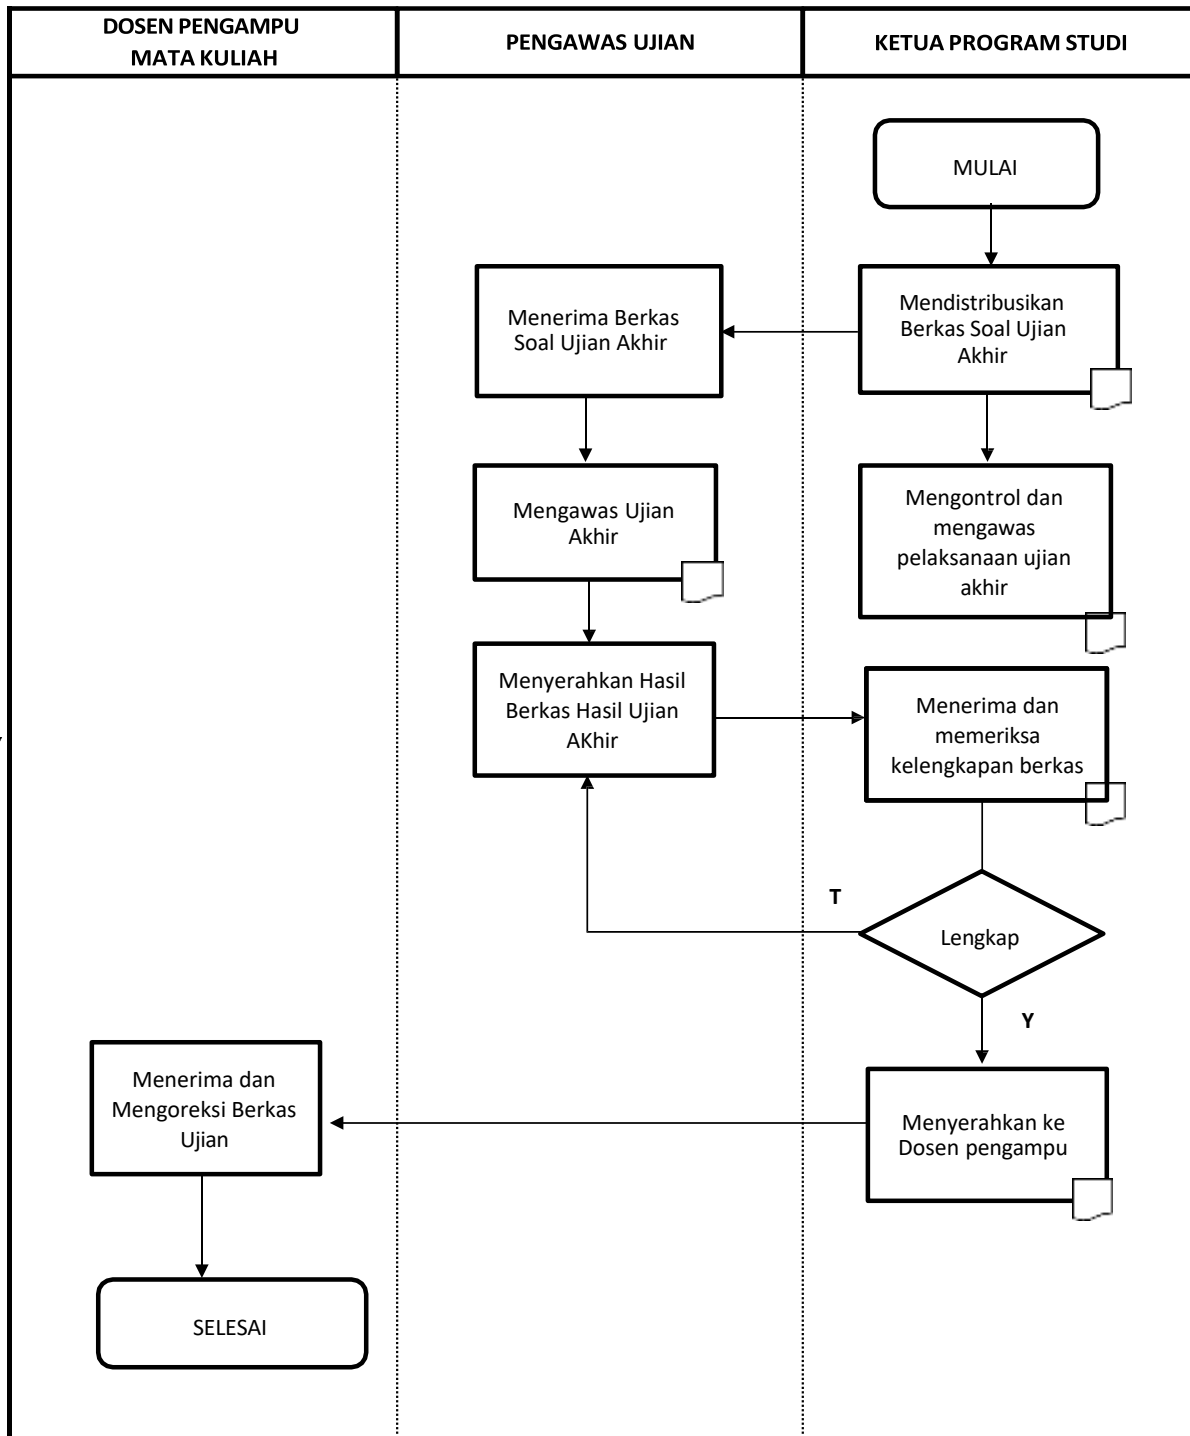 DOSEN PENGAMPU
MATA KULIAH
PENGAWAS UJIAN
KETUA PROGRAM STUDI
MULAI
Mendistribusikan
Berkas Soal Ujian
Akhir
Menerima Berkas
Soal Ujian Akhir
Mengawas Ujian
Akhir
Mengontrol dan
mengawas
pelaksanaan ujian
akhir
Menyerahkan Hasil
Berkas Hasil Ujian
AKhir
Menerima dan
memeriksa
kelengkapan berkas
T
Lengkap
Y
Menerima dan
Mengoreksi Berkas
Ujian
Menyerahkan ke
Dosen pengampu
SELESAI